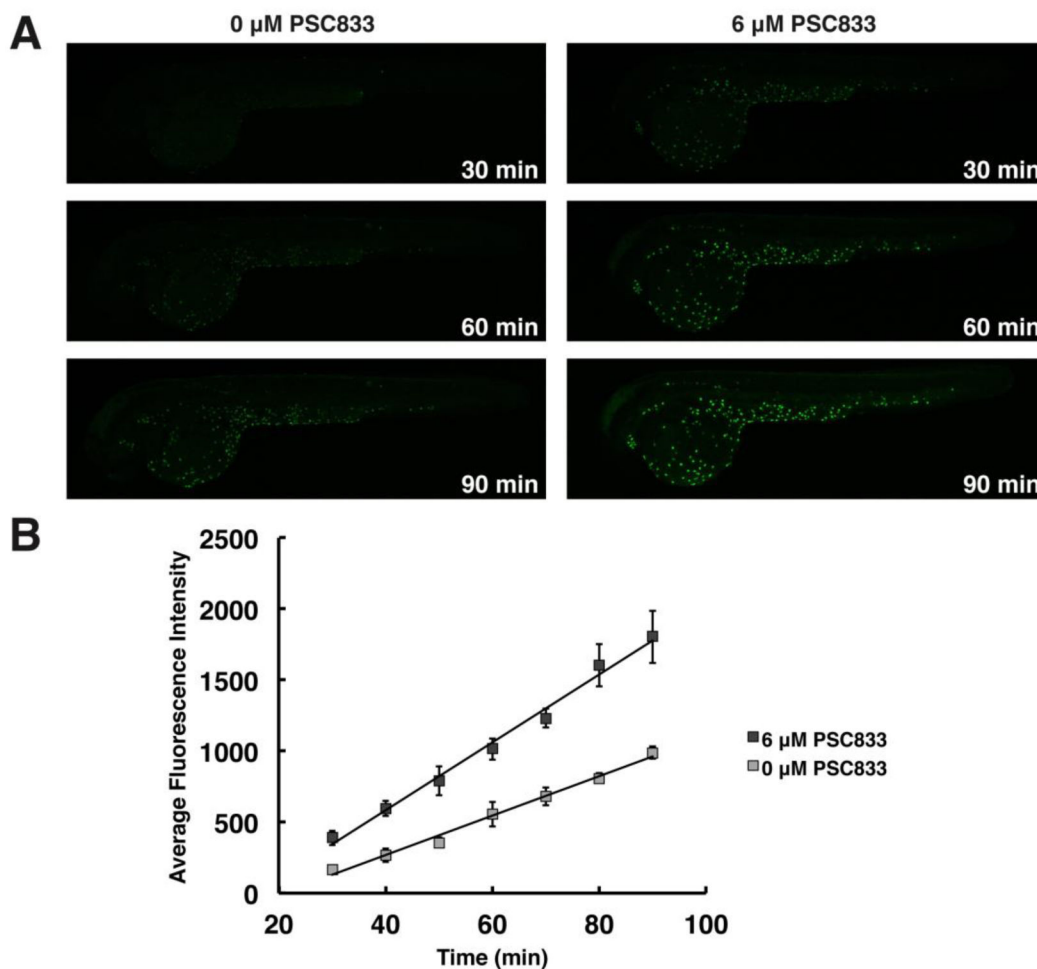 A
0 µM PSC833
6 µM PSC833
30 min
30 min
60 min
60 min
90 min
90 min
B
2500
2000
1500
1000
500
0
20 40 60 80 100
Average Fluorescence Intensity
Time (min)
6 µM PSC833
0 µM PSC833